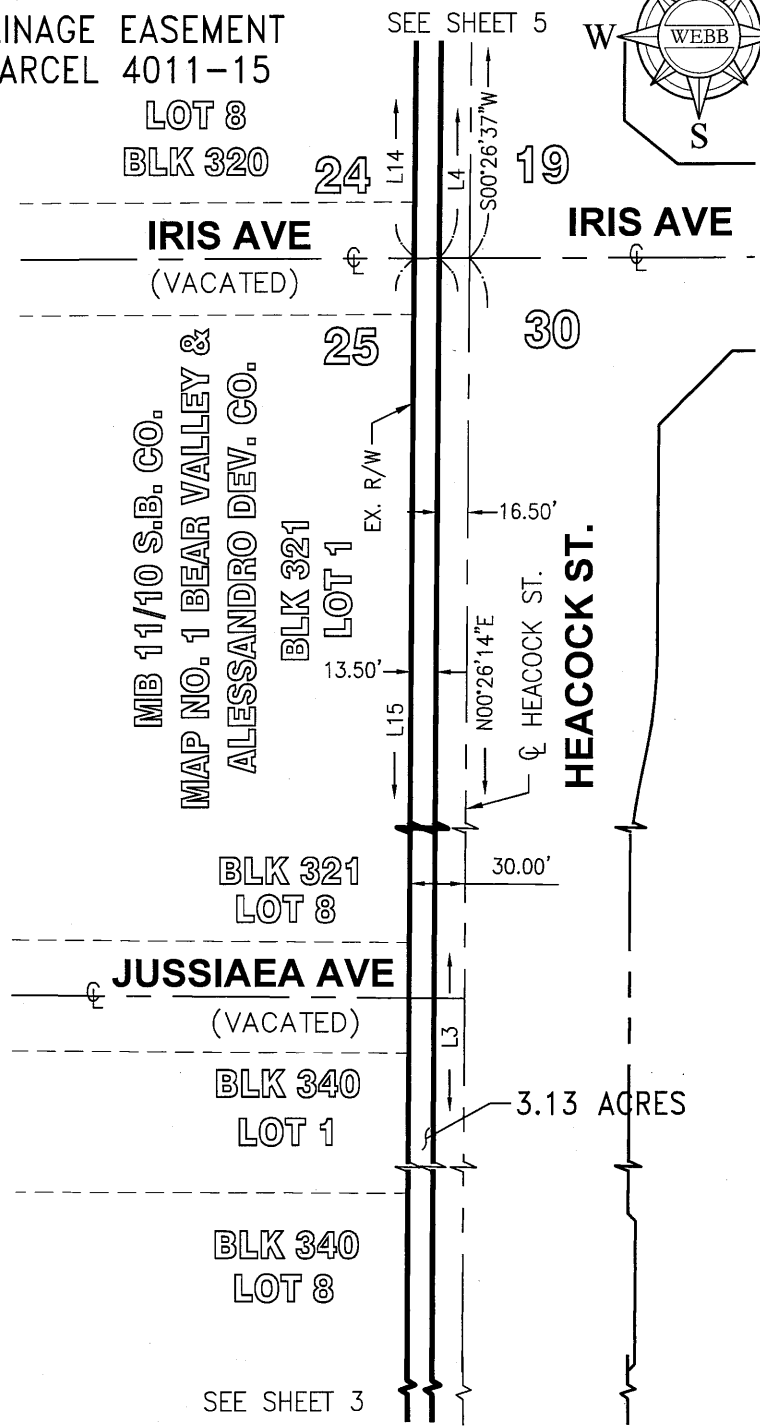 INAGE EASEMENT
ARCEL 4011-15
SEE SHEET 5
W
WEBB
S
LOT 8
BLK 320
24
L14
L4
S00°26'37"W
19
IRIS AVE
℄
(VACATED)
IRIS AVE
℄
25
30
MB 11/10 S.B. CO.
MAP NO. 1 BEAR VALLEY &
ALESSANDRO DEV. CO.
BLK 321
LOT 1
EX. R/W
16.50'
13.50'
L15
N00°26'14"E
℄ HEACOCK ST.
HEACOCK ST.
BLK 321
LOT 8
30.00'
℄
JUSSIAEA AVE
(VACATED)
L3
BLK 340
LOT 1
3.13 ACRES
BLK 340
LOT 8
SEE SHEET 3